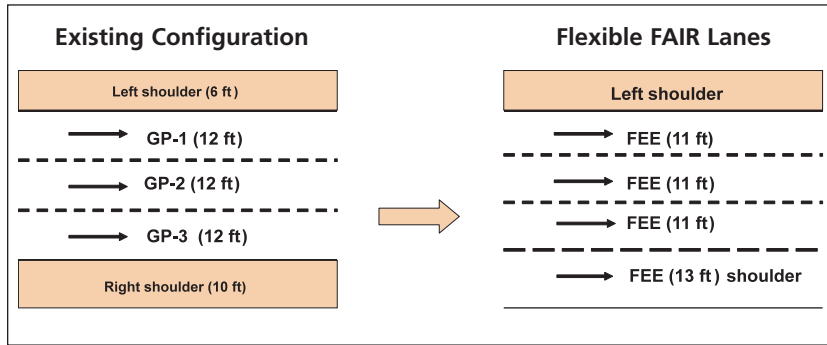 Existing Configuration
Left shoulder (6 ft)
GP-1 (12 ft)
GP-2 (12 ft)
GP-3 (12 ft)
Right shoulder (10 ft)
Flexible FAIR Lanes
Left shoulder
FEE (11 ft)
FEE (11 ft)
FEE (11 ft)
FEE (13 ft) shoulder